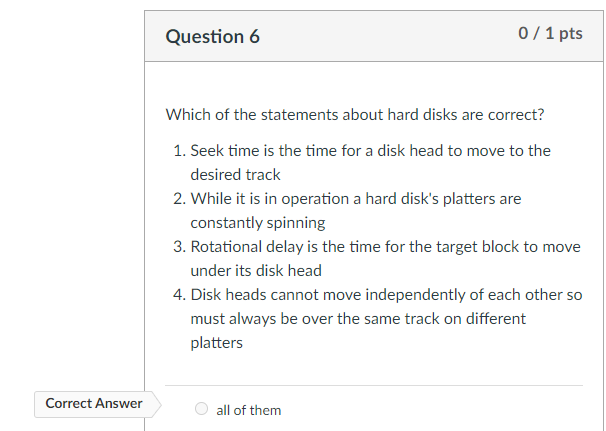 Question 6
0 / 1 pts
Which of the statements about hard disks are correct?
1. Seek time is the time for a disk head to move to the
desired track
2. While it is in operation a hard disk's platters are
constantly spinning
3. Rotational delay is the time for the target block to move
under its disk head
4. Disk heads cannot move independently of each other so
must always be over the same track on different
platters
Correct Answer
all of them